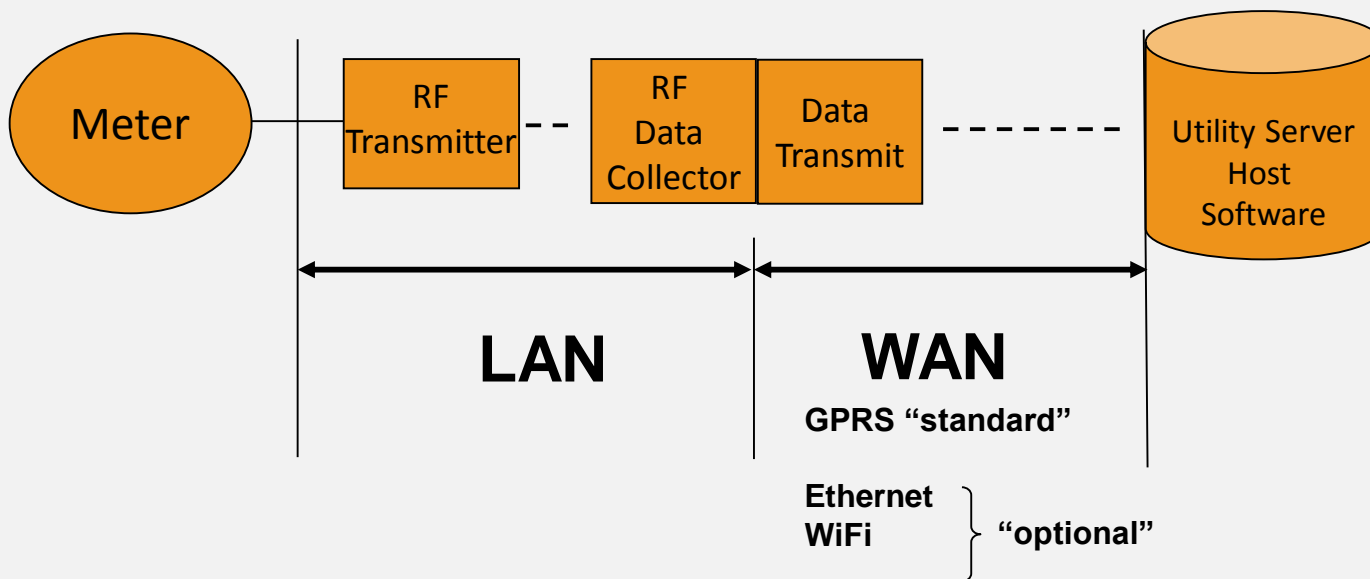 Meter
RF
Transmitter
RF
Data
Collector
Data
Transmit
Utility Server
Host
Software
LAN
WAN
GPRS “standard”
Ethernet
WiFi
“optional”